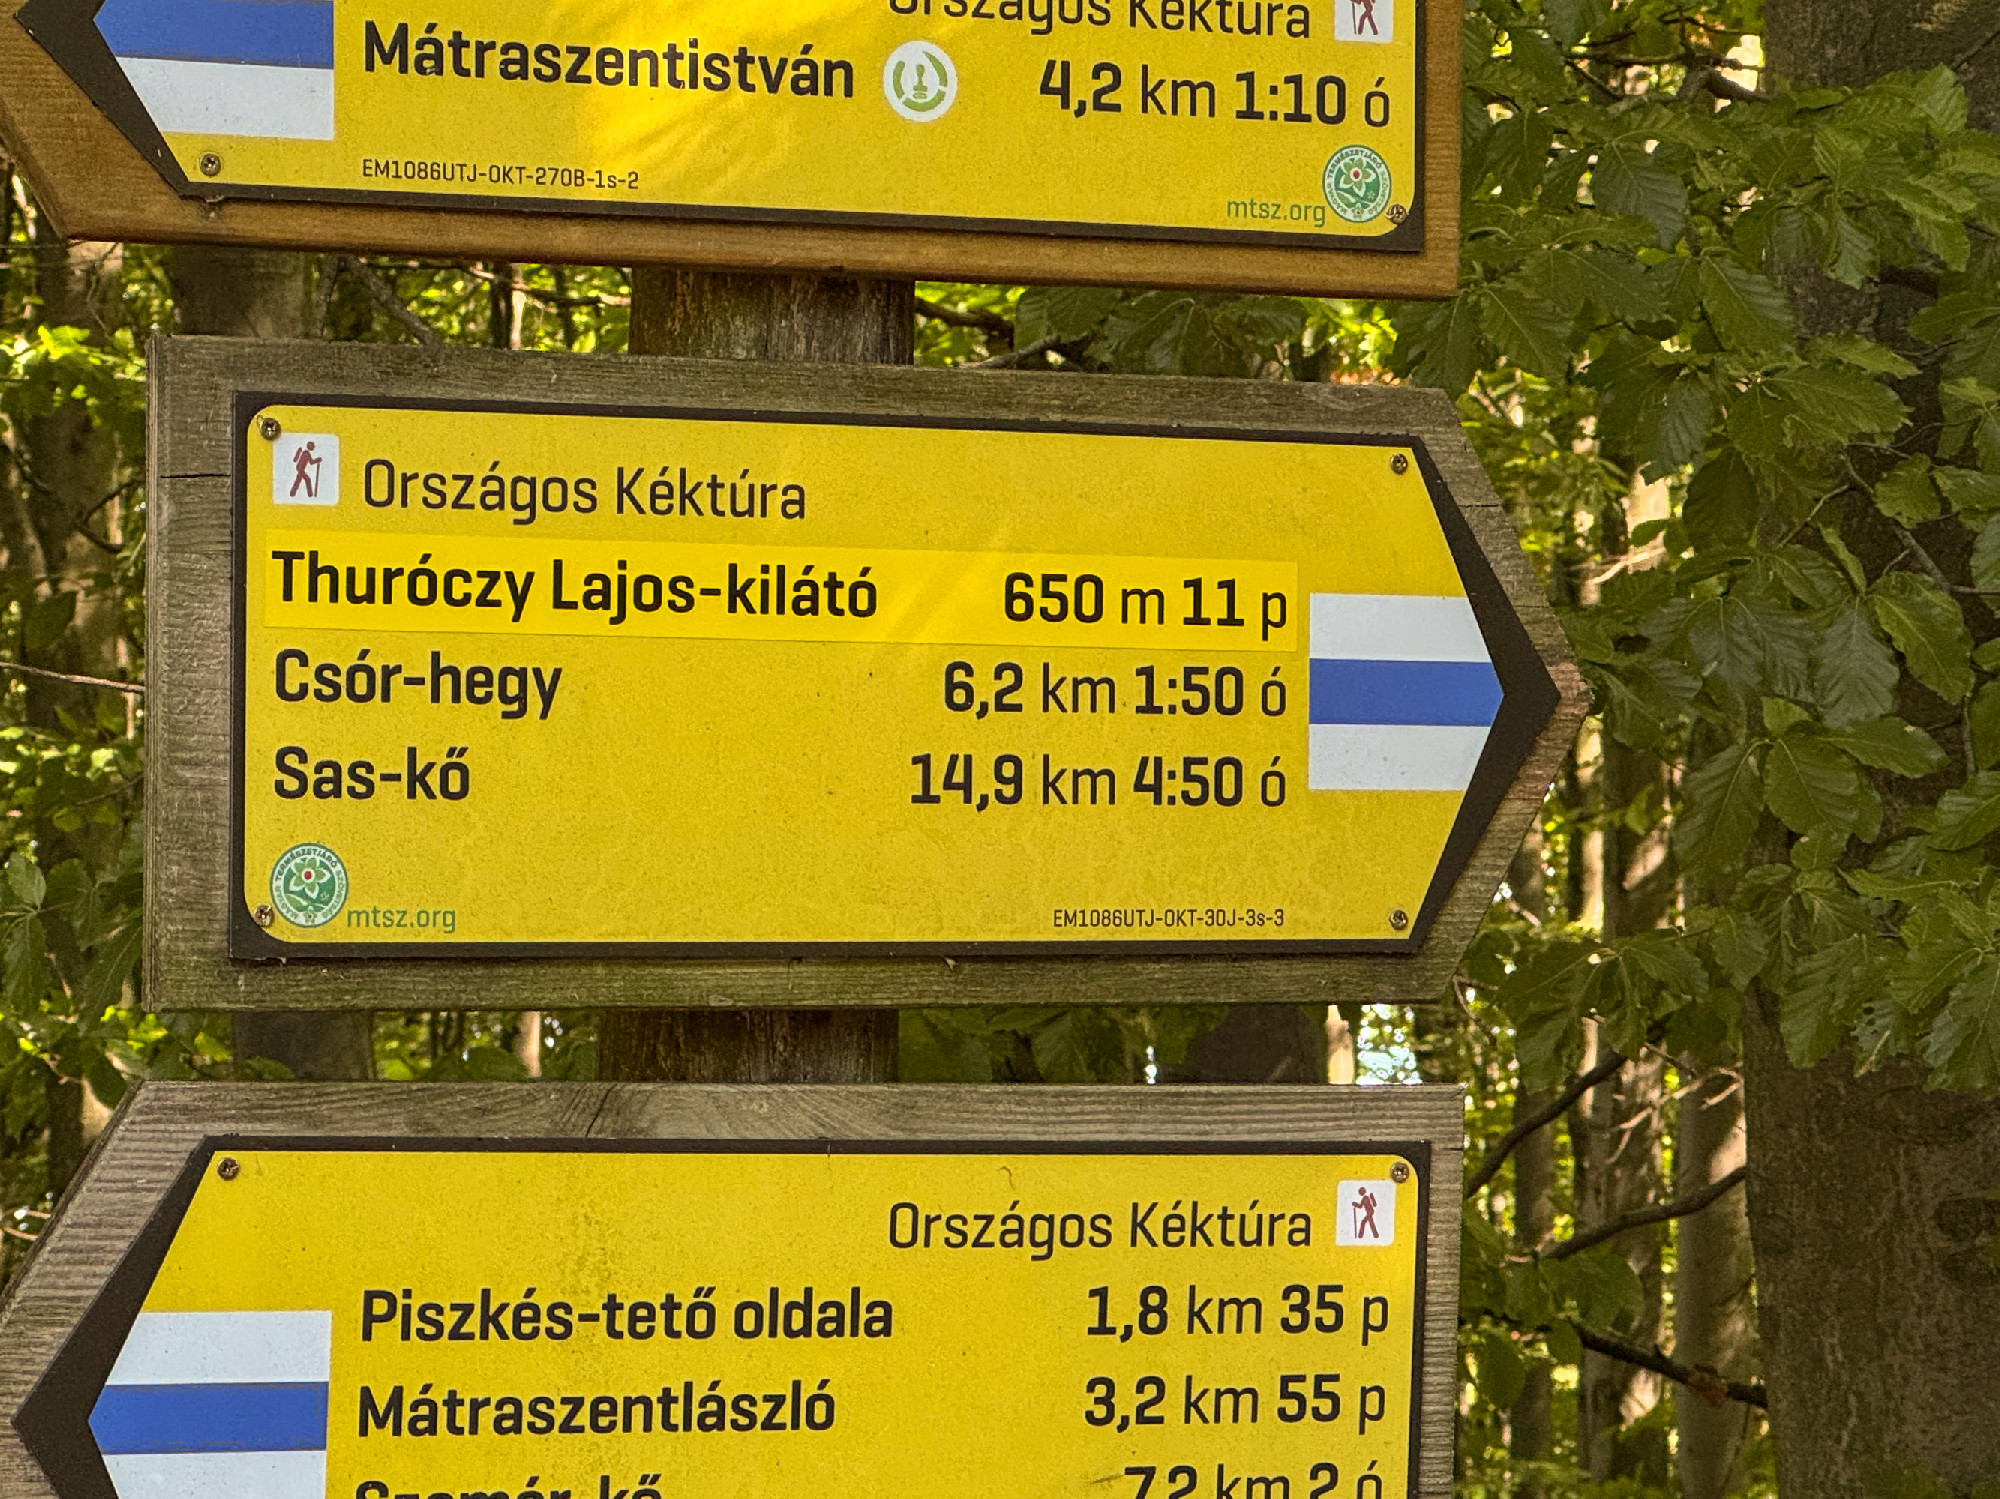 Országos Kéktúra
Mátraszentistván 4,2 km 1:10 ó
EM1086UTJ-OKT-270B-1s-2
mtsz.org
Országos Kéktúra
Thuróczy Lajos-kilátó 650 m 11 p
Csór-hegy 6,2 km 1:50 ó
Sas-kő 14,9 km 4:50 ó
mtsz.org
EM1086UTJ-OKT-30J-3s-3
Országos Kéktúra
Piszkés-tető oldala 1,8 km 35 p
Mátraszentlászló 3,2 km 55 p
7,2 km 2 ó